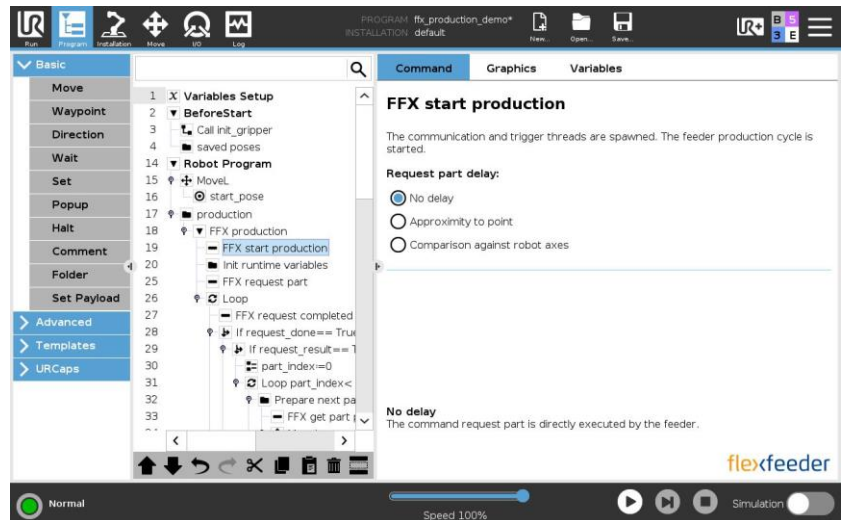 PROGRAM ffx_production_demo*
INSTALLATION default
UR
Run
Program
Installation
Move
I/O
Log
New...
Open...
Save...
UR+
B 5
3 E
Basic
Move
Waypoint
Direction
Wait
Set
Popup
Halt
Comment
Folder
Set Payload
Advanced
Templates
URCaps
1 X Variables Setup
2 BeforeStart
3 Call init_gripper
4 saved poses
14 Robot Program
15 MoveL
16 start_pose
17 production
18 FFX production
19 FFX start production
20 Init runtime variables
25 FFX request part
26 Loop
27 FFX request completed
28 If request_done== True
29 If request_result==
30 part_index:=0
31 Loop part_index<
32 Prepare next pa
33 FFX get part
Command Graphics Variables
FFX start production
The communication and trigger threads are spawned. The feeder production cycle is
started.
Request part delay:
No delay
Approximity to point
Comparison against robot axes
No delay
The command request part is directly executed by the feeder.
flexfeeder
Normal
Speed 100%
Simulation